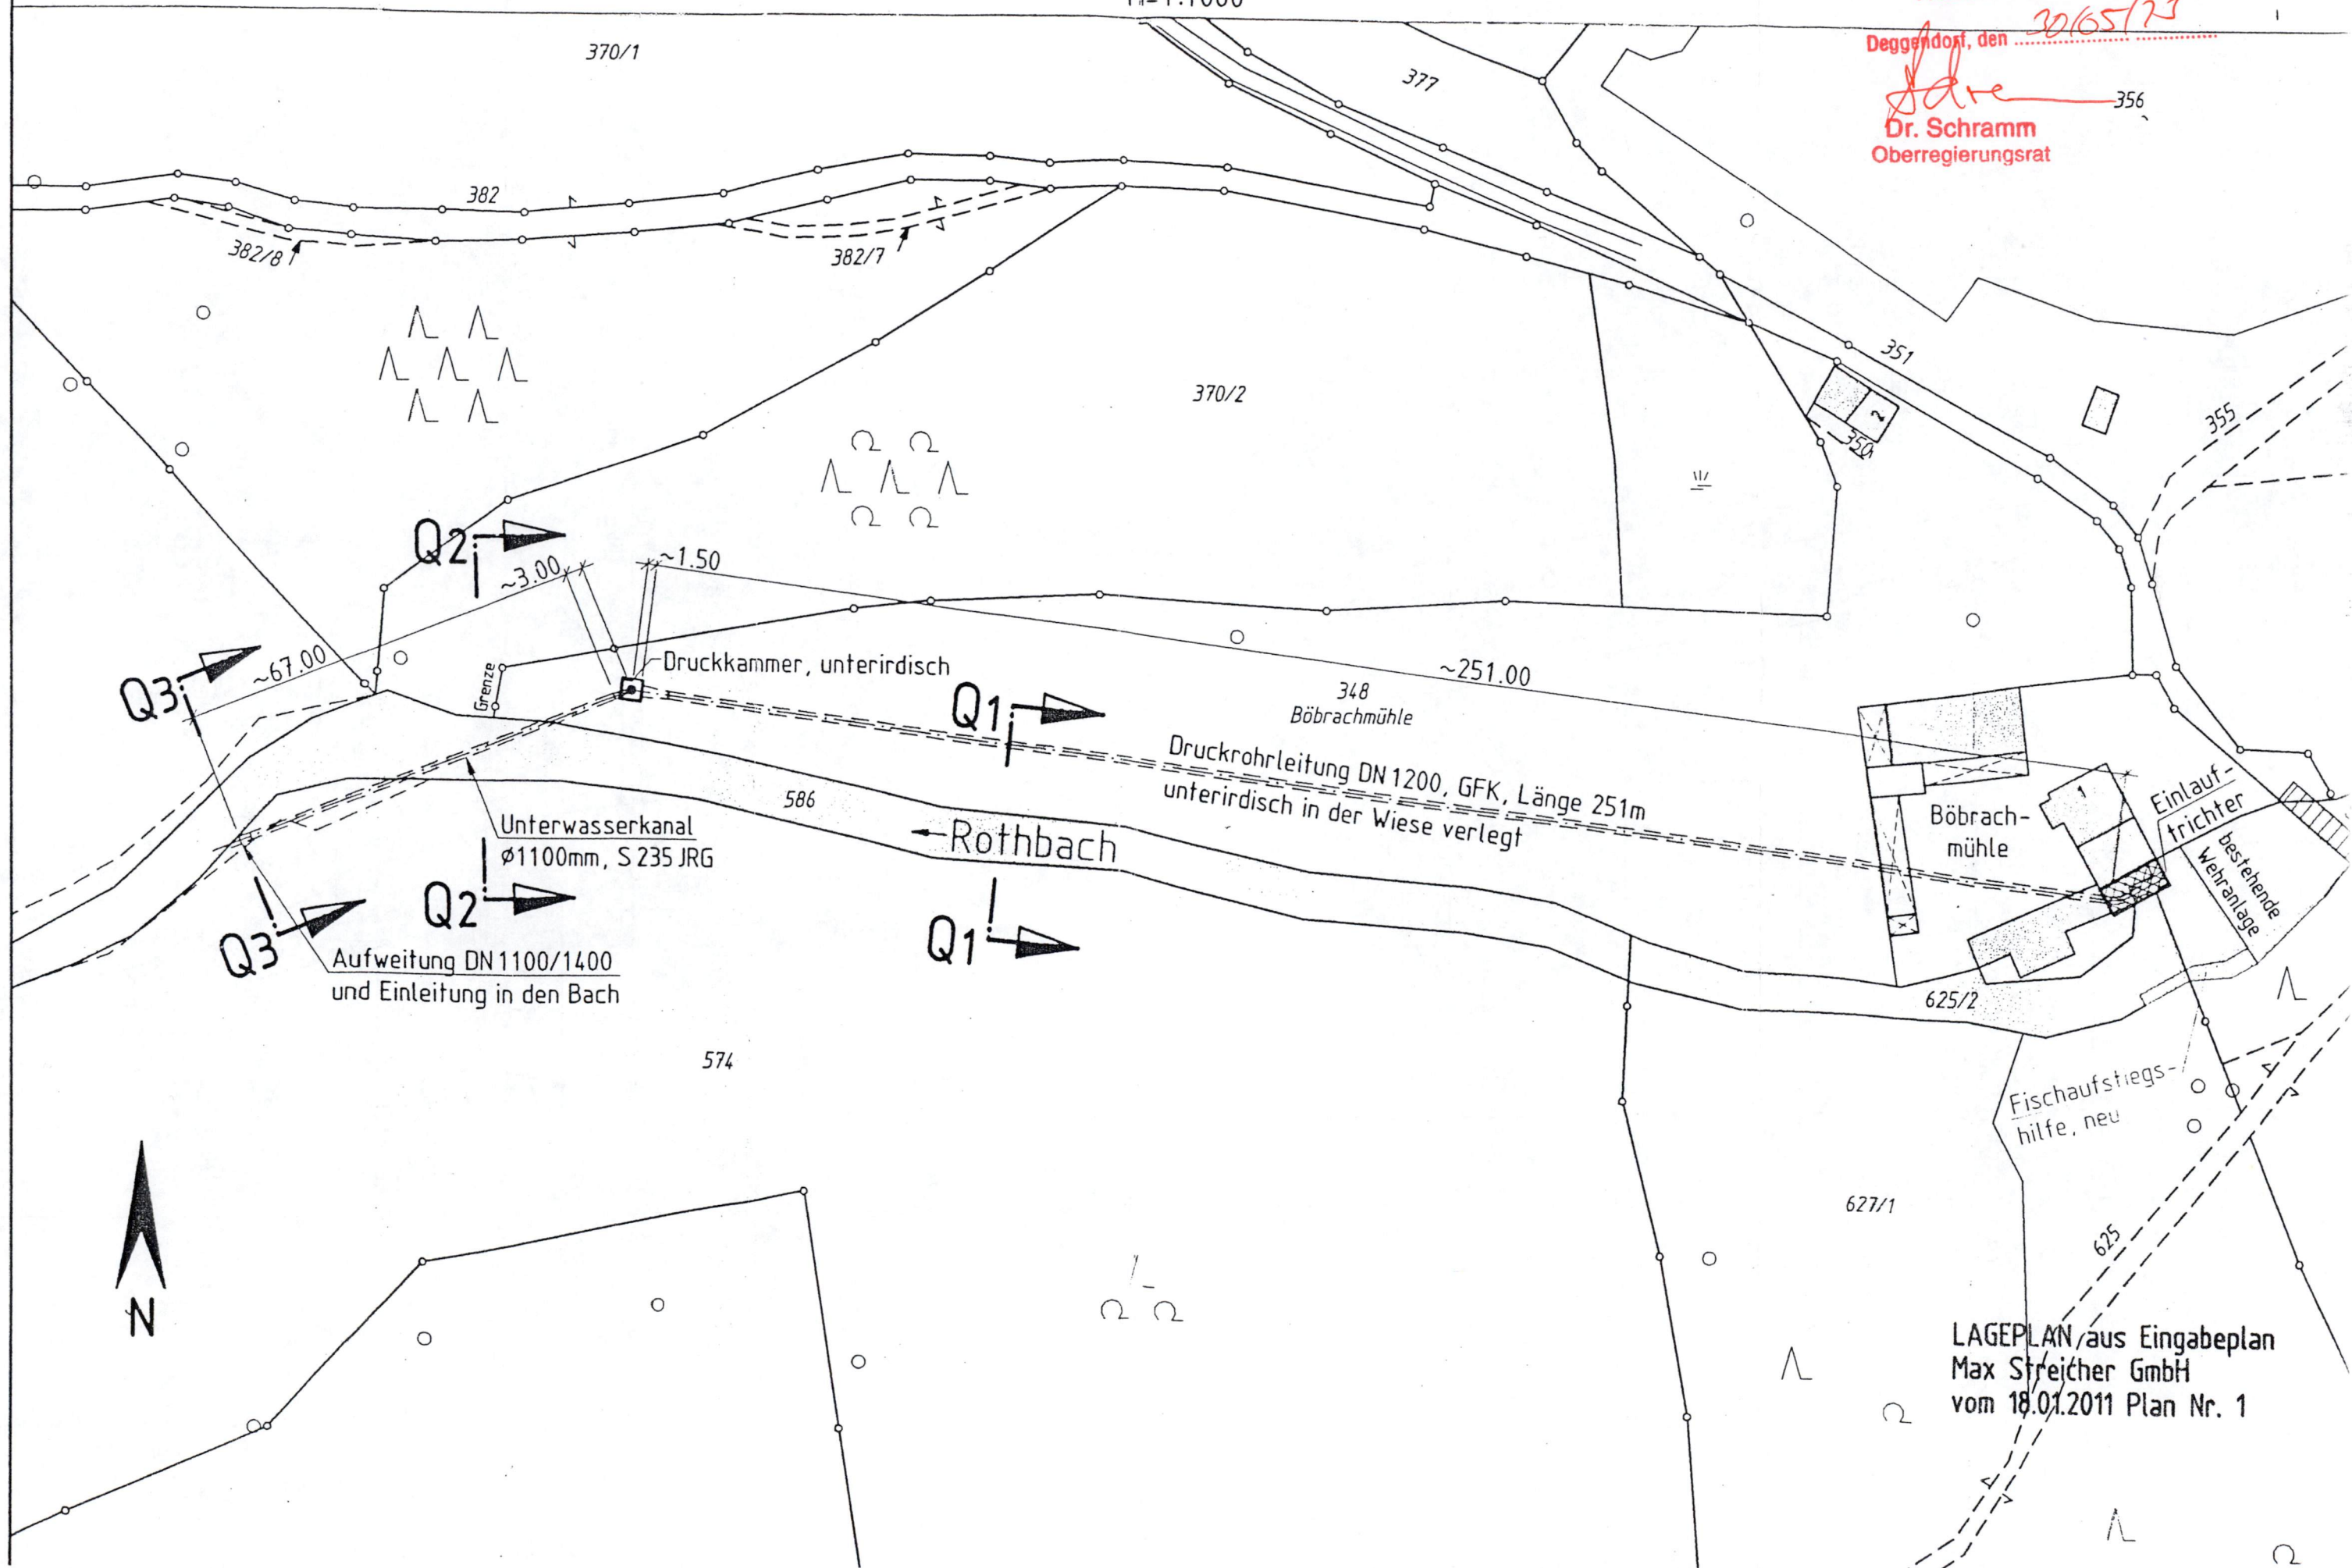 M=1:1000
370/1
377
Deggendorf, den 30/05/23
356
Dr. Schramm
Oberregierungsrat
382
382/8
382/7
370/2
351
2
350
355
Q2
~3.00
~1.50
Q3
~67.00
Grenze
Druckkammer, unterirdisch
Q1
348
Böbrachmühle
~251.00
Druckrohrleitung DN 1200, GFK, Länge 251m
unterirdisch in der Wiese verlegt
586
Rothbach
Unterwasserkanal
ø1100mm, S 235 JRG
Q2
Q3
Q1
Aufweitung DN 1100/1400
und Einleitung in den Bach
Böbrach-
mühle
1
Einlauf-
trichter
bestehende
Wehranlage
625/2
574
Fischaufstiegs-
hilfe, neu
627/1
625
N
LAGEPLAN aus Eingabeplan
Max Streicher GmbH
vom 18.01.2011 Plan Nr. 1